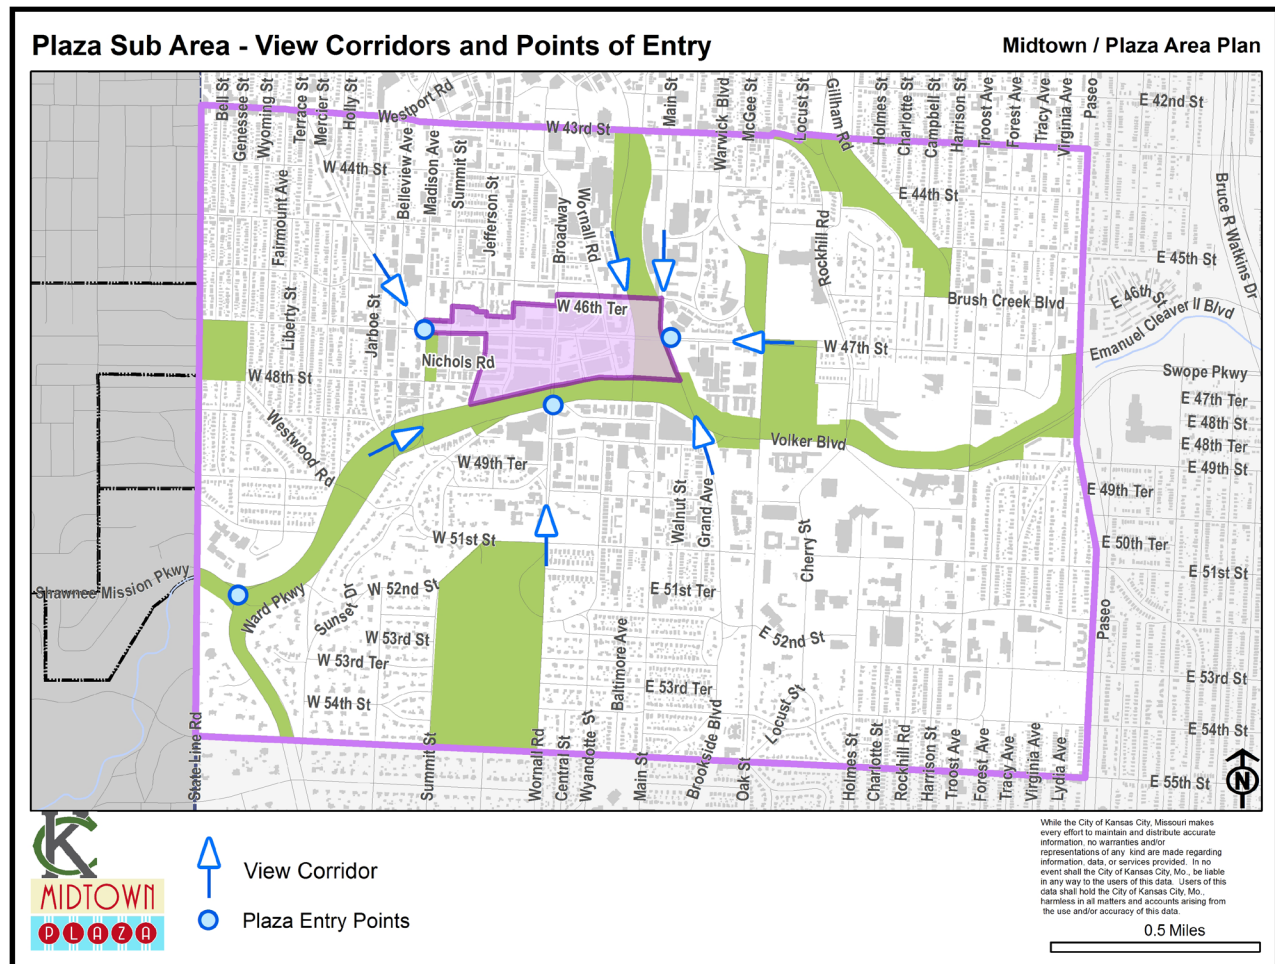 Plaza Sub Area - View Corridors and Points of Entry
Midtown / Plaza Area Plan
Bell St
Genessee St
Wyoming St
Terrace St
Mercier St
Holly St
Westport Rd
W 43rd St
Main St
Warwick Blvd
McGee St
Locust St
Gillham Rd
Holmes St
Charlotte St
Campbell St
Harrison St
Troost Ave
Forest Ave
Tracy Ave
Virginia Ave
Paseo
E 42nd St
W 44th St
Fairmount Ave
Belleview Ave
Madison Ave
Summit St
Jefferson St
Broadway
Wornall Rd
Rockhill Rd
E 44th St
Bruce R Watkins Dr
E 45th St
E 46th St
Brush Creek Blvd
Emanuel Cleaver II Blvd
Liberty St
Jarboe St
W 46th Ter
W 47th St
Nichols Rd
W 48th St
Swope Pkwy
E 47th Ter
E 48th St
E 48th Ter
E 49th St
Westwood Rd
W 49th Ter
Volker Blvd
Walnut St
Grand Ave
E 49th Ter
W 51st St
Cherry St
E 50th Ter
E 51st St
Shawnee Mission Pkwy
Ward Pkwy
Sunset Dr
W 52nd St
E 51st Ter
W 53rd St
Baltimore Ave
E 52nd St
Paseo
W 53rd Ter
E 53rd Ter
E 53rd St
W 54th St
Locust St
E 54th St
State Line Rd
Summit St
Wornall Rd
Central St
Wyandotte St
Main St
Brookside Blvd
Oak St
Holmes St
Charlotte St
Rockhill Rd
Harrison St
Troost Ave
Forest Ave
Tracy Ave
Virginia Ave
Lydia Ave
E 55th St
N
KC
MIDTOWN
PLAZA
View Corridor
Plaza Entry Points
While the City of Kansas City, Missouri makes
every effort to maintain and distribute accurate
information, no warranties and/or
representations of any kind are made regarding
information, data, or services provided. In no
event shall the City of Kansas City, Mo., be liable
in any way to the users of this data. Users of this
data shall hold the City of Kansas City, Mo.,
harmless in all matters and accounts arising from
the use and/or accuracy of this data.
0.5 Miles